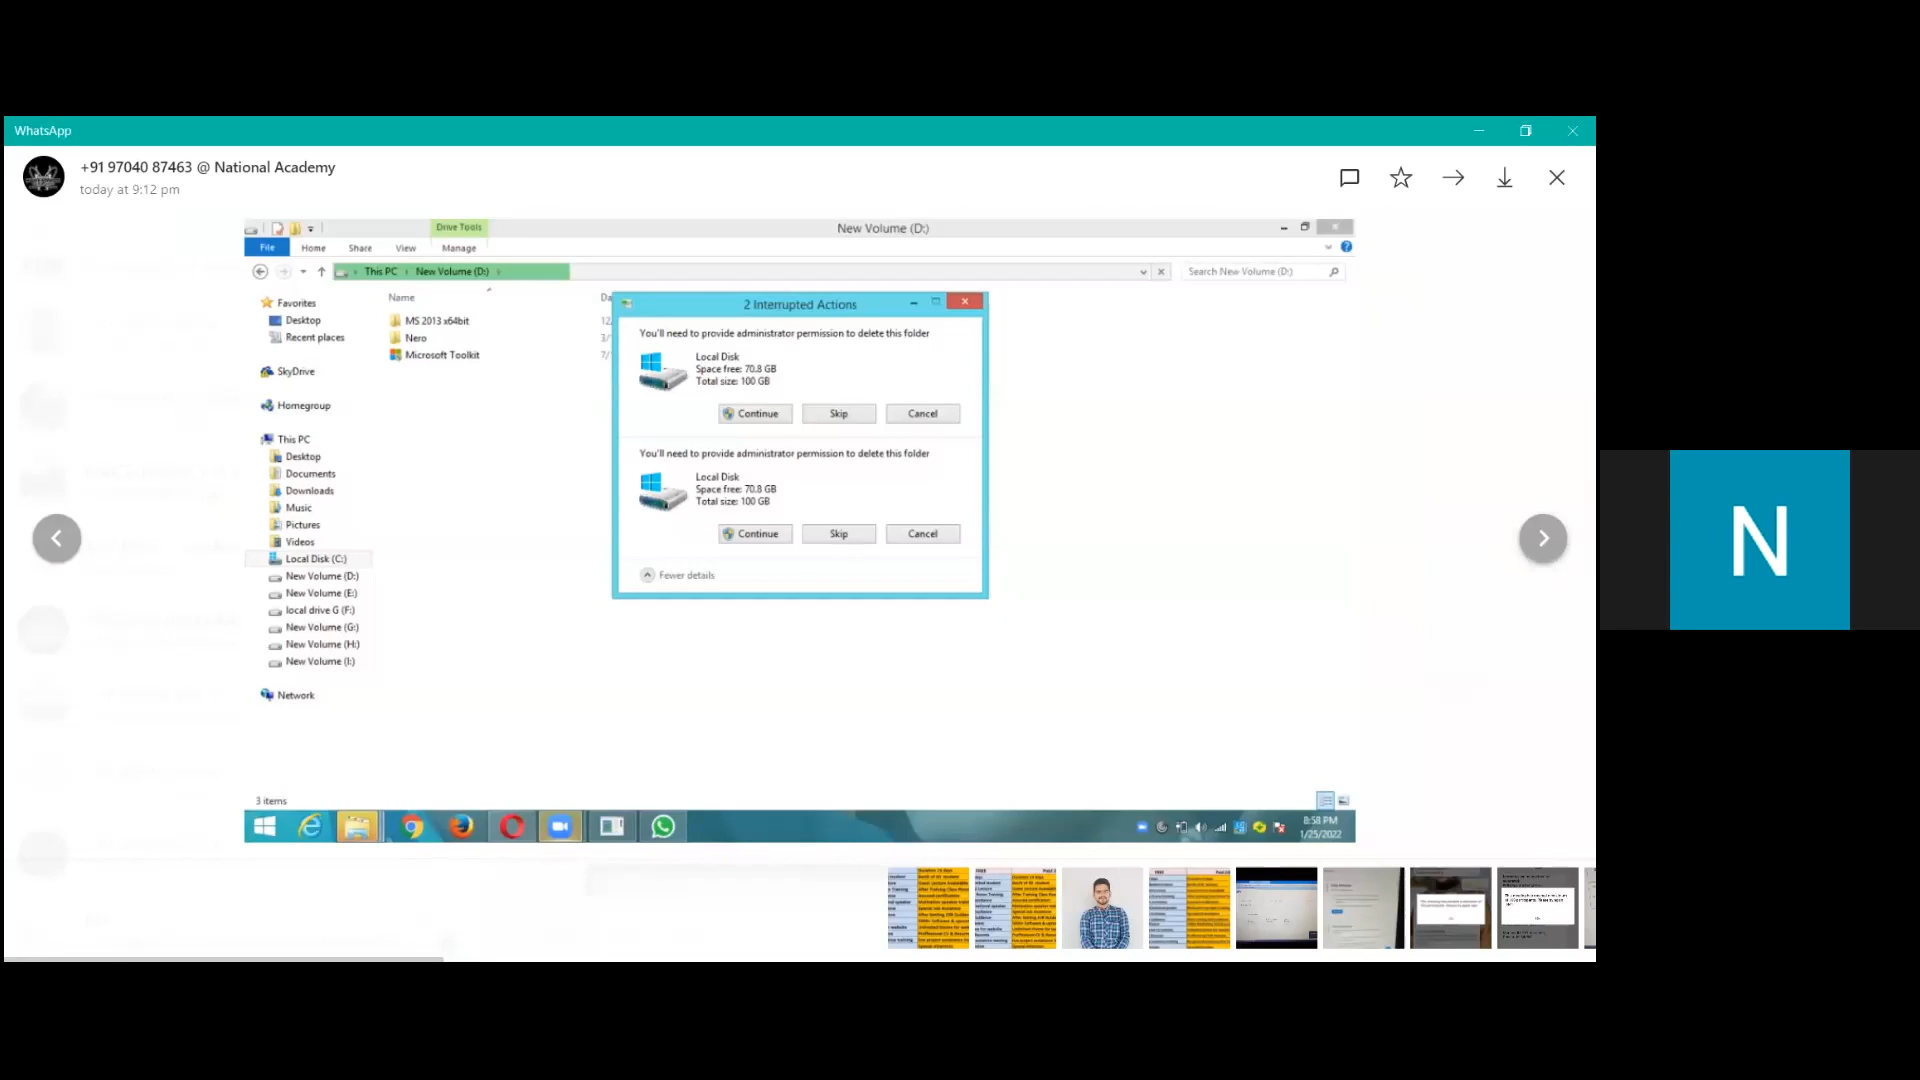 WhatsApp
+91 97040 87463 @ National Academy
today at 9:12 pm
Drive Tools
New Volume (D:)
File
Home
Share
View
Manage
This PC
New Volume (D:)
Search New Volume (D:)
Favorites
Desktop
Recent places
SkyDrive
Homegroup
This PC
Desktop
Documents
Downloads
Music
Pictures
Videos
Local Disk (C:)
New Volume (D:)
New Volume (E:)
local drive G (F:)
New Volume (G:)
New Volume (H:)
New Volume (I:)
Network
Name
Da
MS 2013 x64bit
12
Nero
3/
Microsoft Toolkit
7/
2 Interrupted Actions
You'll need to provide administrator permission to delete this folder
Local Disk
Space free: 70.8 GB
Total size: 100 GB
Continue
Skip
Cancel
You'll need to provide administrator permission to delete this folder
Local Disk
Space free: 70.8 GB
Total size: 100 GB
Continue
Skip
Cancel
Fewer details
N
3 items
8:58 PM
1/25/2022